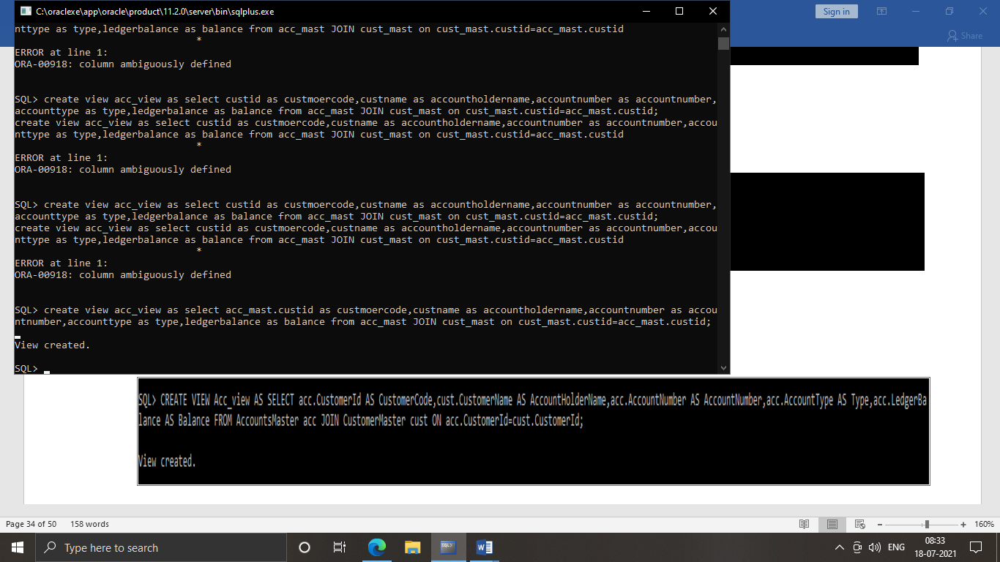 C:\oraclexe\app\oracle\product\11.2.0\server\bin\sqlplus.exe
Sign in
Share
nttype as type,ledgerbalance as balance from acc_mast JOIN cust_mast on cust_mast.custid=acc_mast.custid
*
ERROR at line 1:
ORA-00918: column ambiguously defined
SQL> create view acc_view as select custid as custmoercode,custname as accountholdername,accountnumber as accountnumber,
accounttype as type,ledgerbalance as balance from acc_mast JOIN cust_mast on cust_mast.custid=acc_mast.custid;
create view acc_view as select custid as custmoercode,custname as accountholdername,accountnumber as accountnumber,accou
nttype as type,ledgerbalance as balance from acc_mast JOIN cust_mast on cust_mast.custid=acc_mast.custid
*
ERROR at line 1:
ORA-00918: column ambiguously defined
SQL> create view acc_view as select custid as custmoercode,custname as accountholdername,accountnumber as accountnumber,
accounttype as type,ledgerbalance as balance from acc_mast JOIN cust_mast on cust_mast.custid=acc_mast.custid;
create view acc_view as select custid as custmoercode,custname as accountholdername,accountnumber as accountnumber,accou
nttype as type,ledgerbalance as balance from acc_mast JOIN cust_mast on cust_mast.custid=acc_mast.custid
*
ERROR at line 1:
ORA-00918: column ambiguously defined
SQL> create view acc_view as select acc_mast.custid as custmoercode,custname as accountholdername,accountnumber as accou
ntnumber,accounttype as type,ledgerbalance as balance from acc_mast JOIN cust_mast on cust_mast.custid=acc_mast.custid;
View created.
SQL>
SQL> CREATE VIEW Acc_view AS SELECT acc.CustomerId AS CustomerCode,cust.CustomerName AS AccountHolderName,acc.AccountNumber AS AccountNumber,acc.AccountType AS Type,acc.LedgerBa
lance AS Balance FROM AccountsMaster acc JOIN CustomerMaster cust ON acc.CustomerId=cust.CustomerId;
View created.
Page 34 of 50 158 words
160%
Type here to search
ENG
08:33
18-07-2021